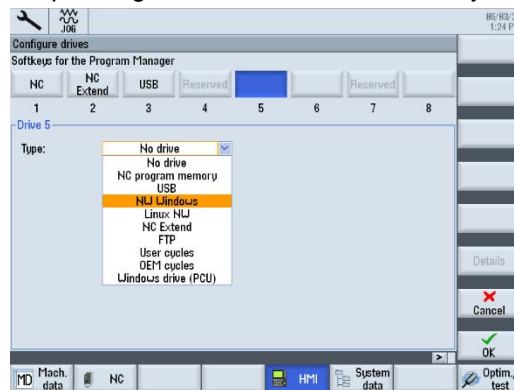 JOG
1:24 P
Configure drives
Softkeys for the Program Manager
NC
NC Extend
USB
Reserved
Reserved
1 2 3 4 5 6 7 8
Drive 5
Type:
No drive
No drive
NC program memory
USB
NW Windows
Linux NW
NC Extend
FTP
User cycles
OEM cycles
Windows drive (PCU)
Details
Cancel
OK
>
MD Mach. data
NC
HMI
System data
Optim./ test